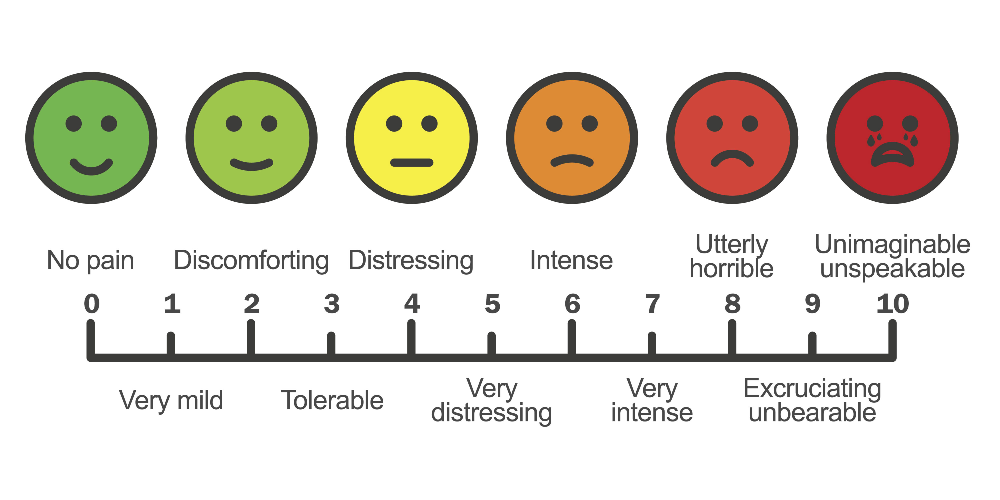 No pain
Discomforting
Distressing
Intense
Utterly
horrible
Unimaginable
unspeakable
0 1 2 3 4 5 6 7 8 9 10
Very mild
Tolerable
Very
distressing
Very
intense
Excruciating
unbearable